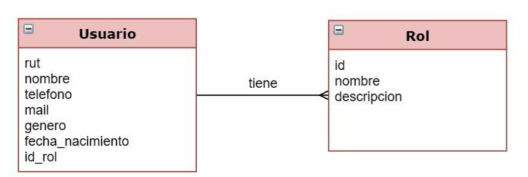 Usuario
rut
nombre
telefono
mail
genero
fecha_nacimiento
id_rol
tiene
Rol
id
nombre
descripcion